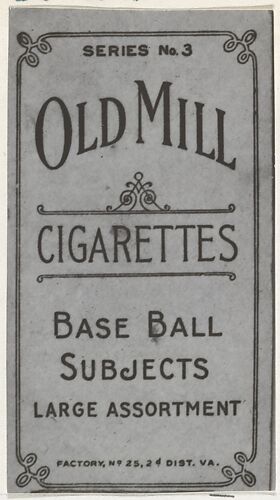 SERIES No. 3
OLD MILL
CIGARETTES
BASE BALL
SUBJECTS
LARGE ASSORTMENT
FACTORY, Nº 25, 2d DIST. VA.